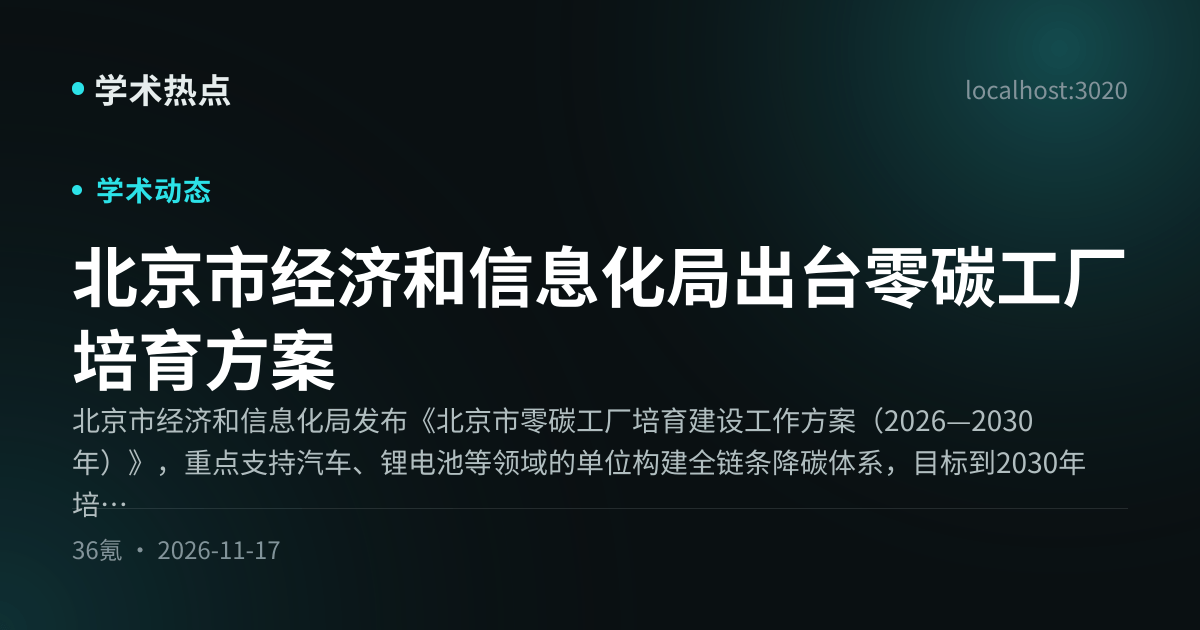 学术热点
localhost:3020
学术动态
北京市经济和信息化局出台零碳工厂
培育方案
北京市经济和信息化局发布《北京市零碳工厂培育建设工作方案（2026—2030
年）》，重点支持汽车、锂电池等领域的单位构建全链条降碳体系，目标到2030年
培…
36氪 · 2026-11-17